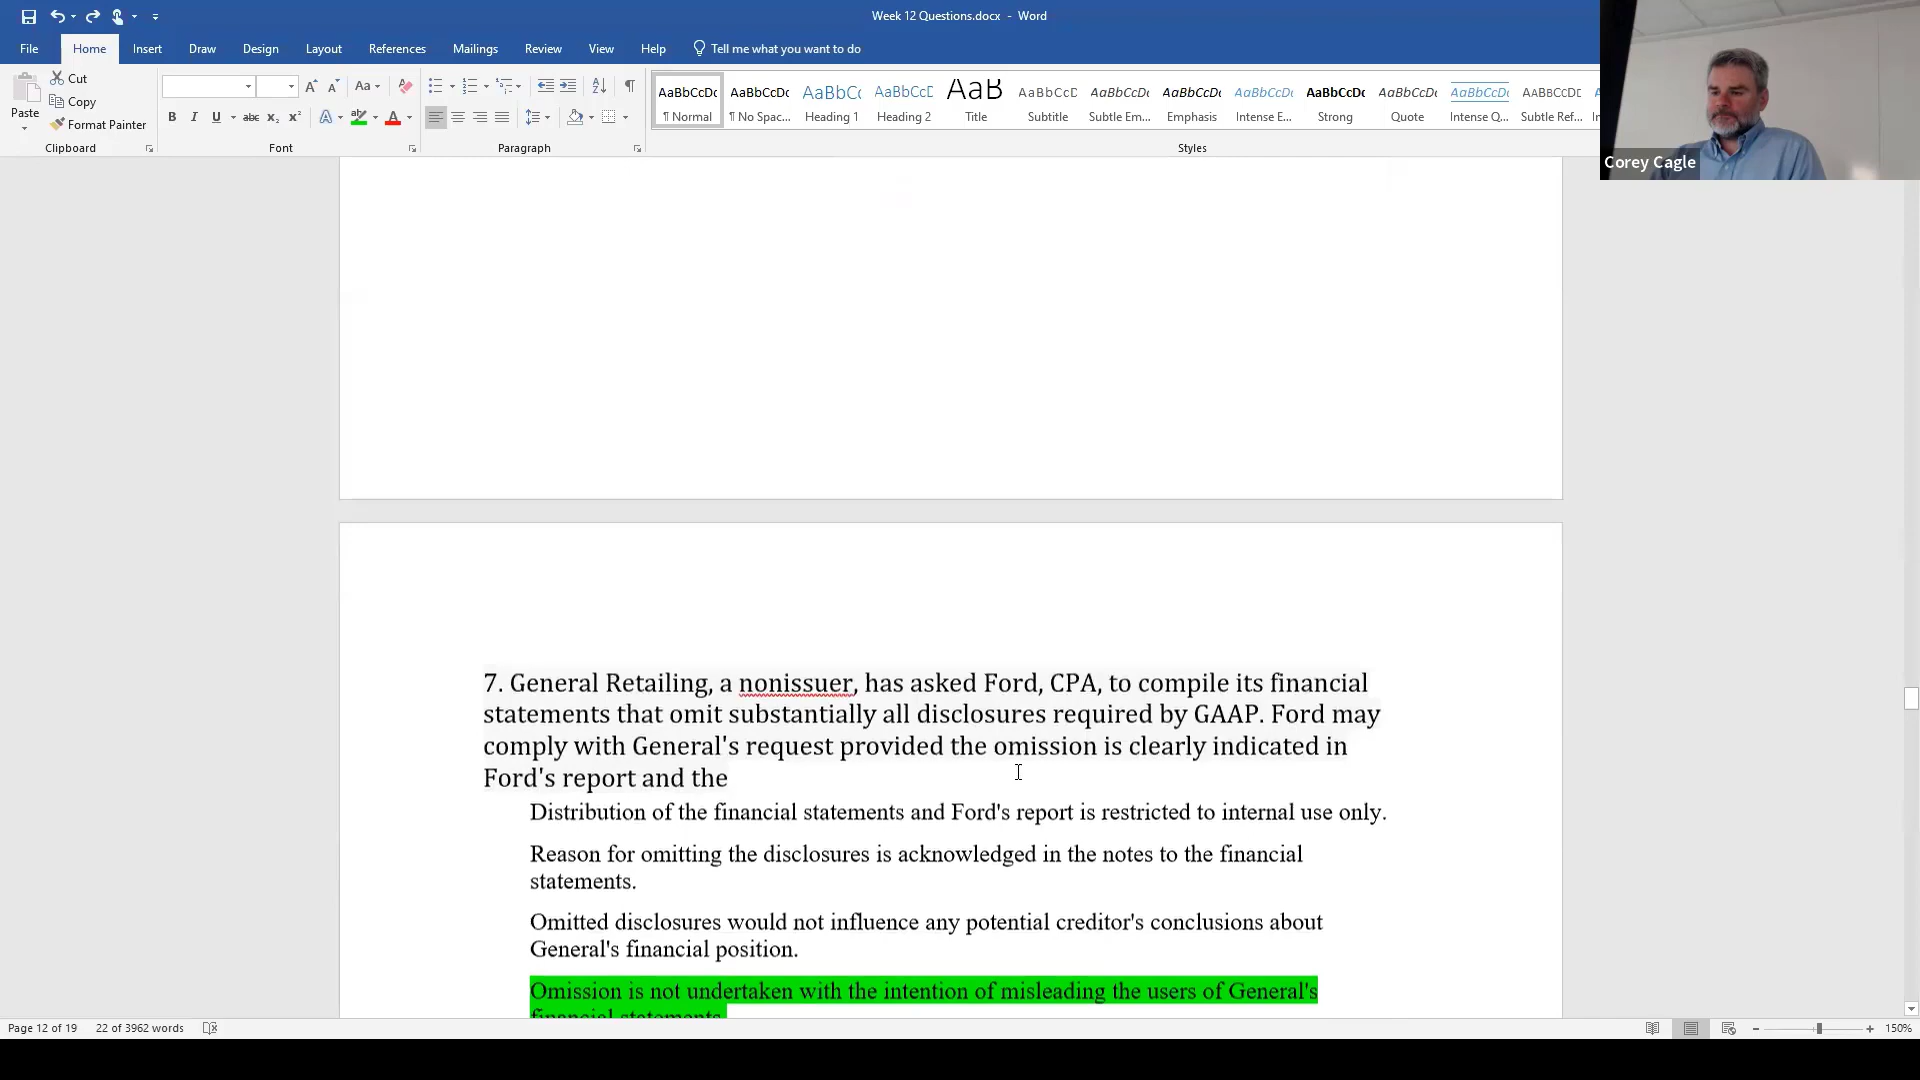 Week 12 Questions.docx - Word
File Home Insert Draw Design Layout References Mailings Review View Help Tell me what you want to do
Paste
Cut
Copy
Format Painter
Clipboard
Aa
B I U abc X₂ X² A A
Font
Paragraph
AaBbCcDc AaBbCcDc AaBbCc AaBbCcD AaB AaBbCcD AaBbCcDc AaBbCcDc AaBbCcDc AaBbCcDc AaBbCcDc AaBbCcDc AABBCCDE
¶ Normal ¶ No Spac... Heading 1 Heading 2 Title Subtitle Subtle Em... Emphasis Intense E... Strong Quote Intense Q... Subtle Ref...
Styles
Corey Cagle
7. General Retailing, a nonissuer, has asked Ford, CPA, to compile its financial
statements that omit substantially all disclosures required by GAAP. Ford may
comply with General's request provided the omission is clearly indicated in
Ford's report and the
Distribution of the financial statements and Ford's report is restricted to internal use only.
Reason for omitting the disclosures is acknowledged in the notes to the financial
statements.
Omitted disclosures would not influence any potential creditor's conclusions about
General's financial position.
Omission is not undertaken with the intention of misleading the users of General's
financial statements.
Page 12 of 19 22 of 3962 words
150%